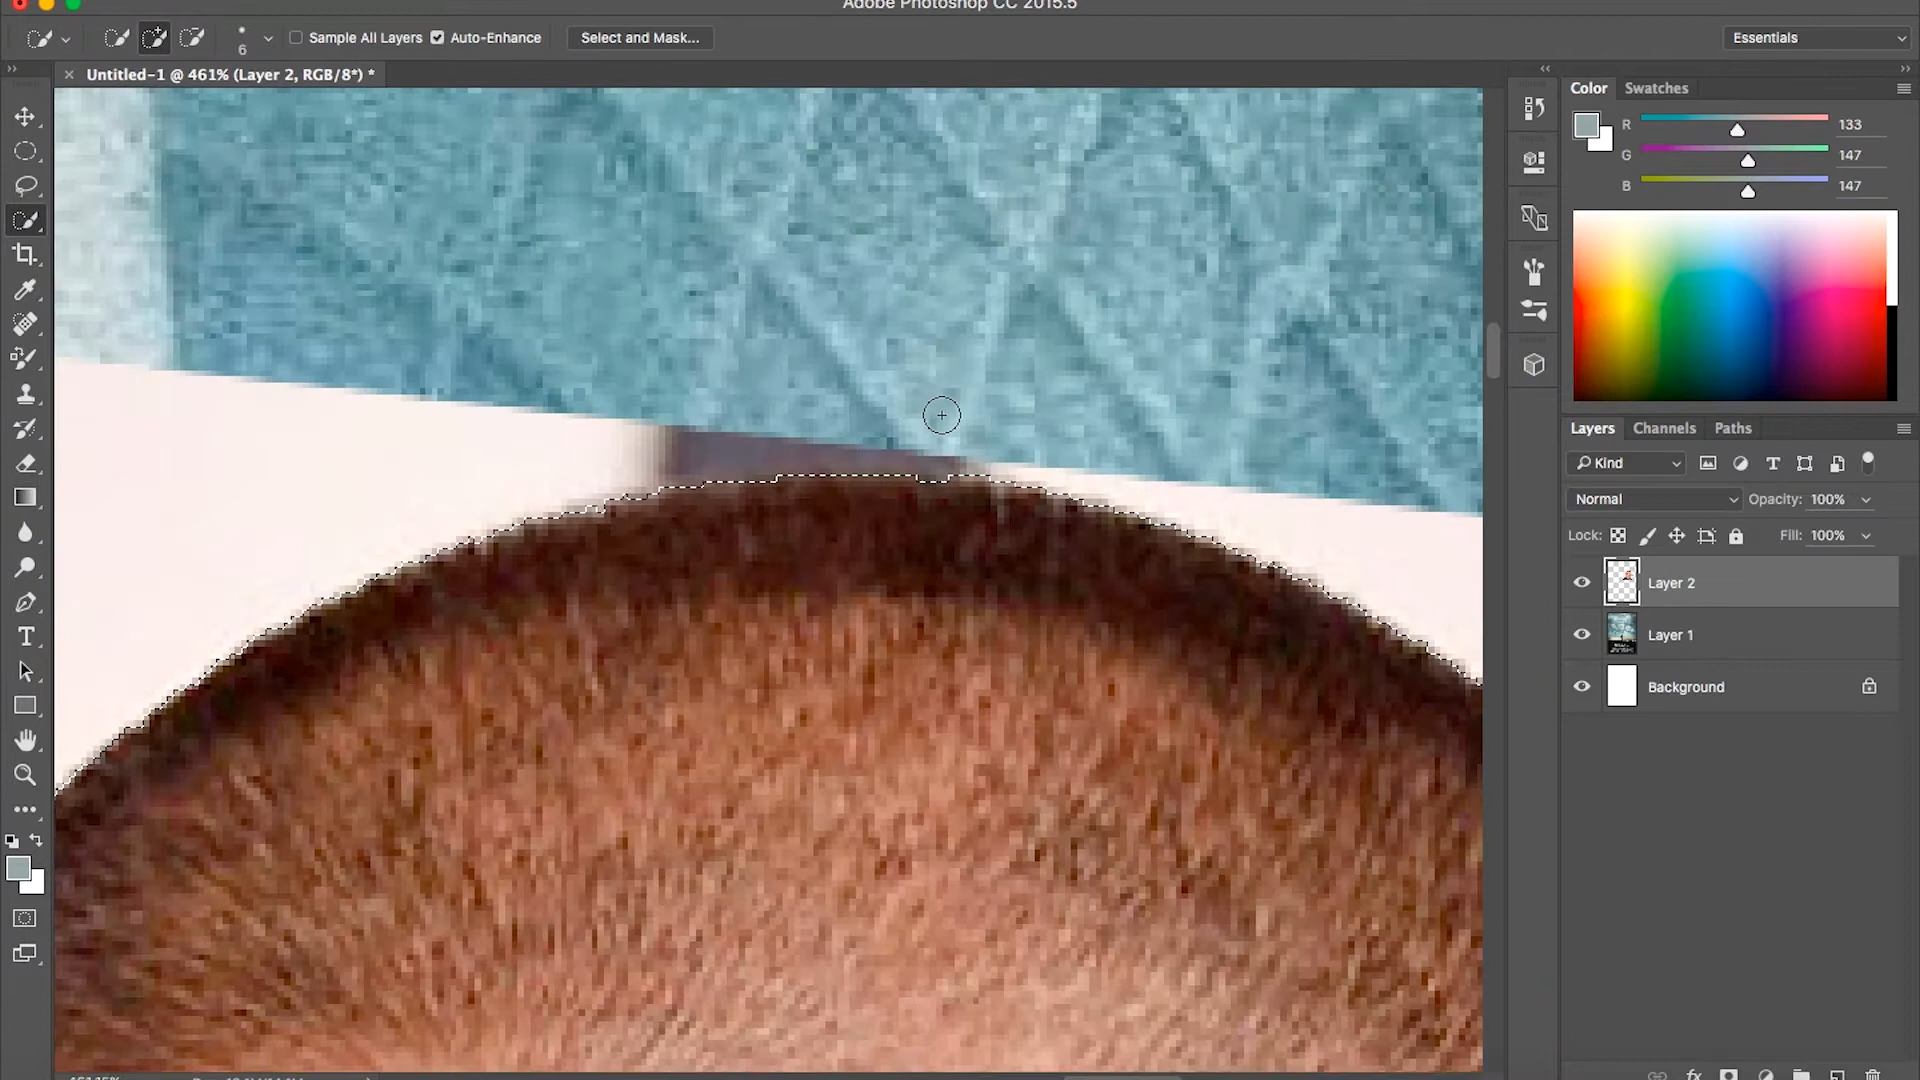 Adobe Photoshop CC 2015.5
6
Sample All Layers
Auto-Enhance
Select and Mask...
Essentials
Untitled-1 @ 461% (Layer 2, RGB/8*) *
Color
Swatches
R
133
G
147
B
147
Layers
Channels
Paths
Kind
Normal
Opacity: 100%
Lock:
Fill: 100%
Layer 2
Layer 1
Background
fx